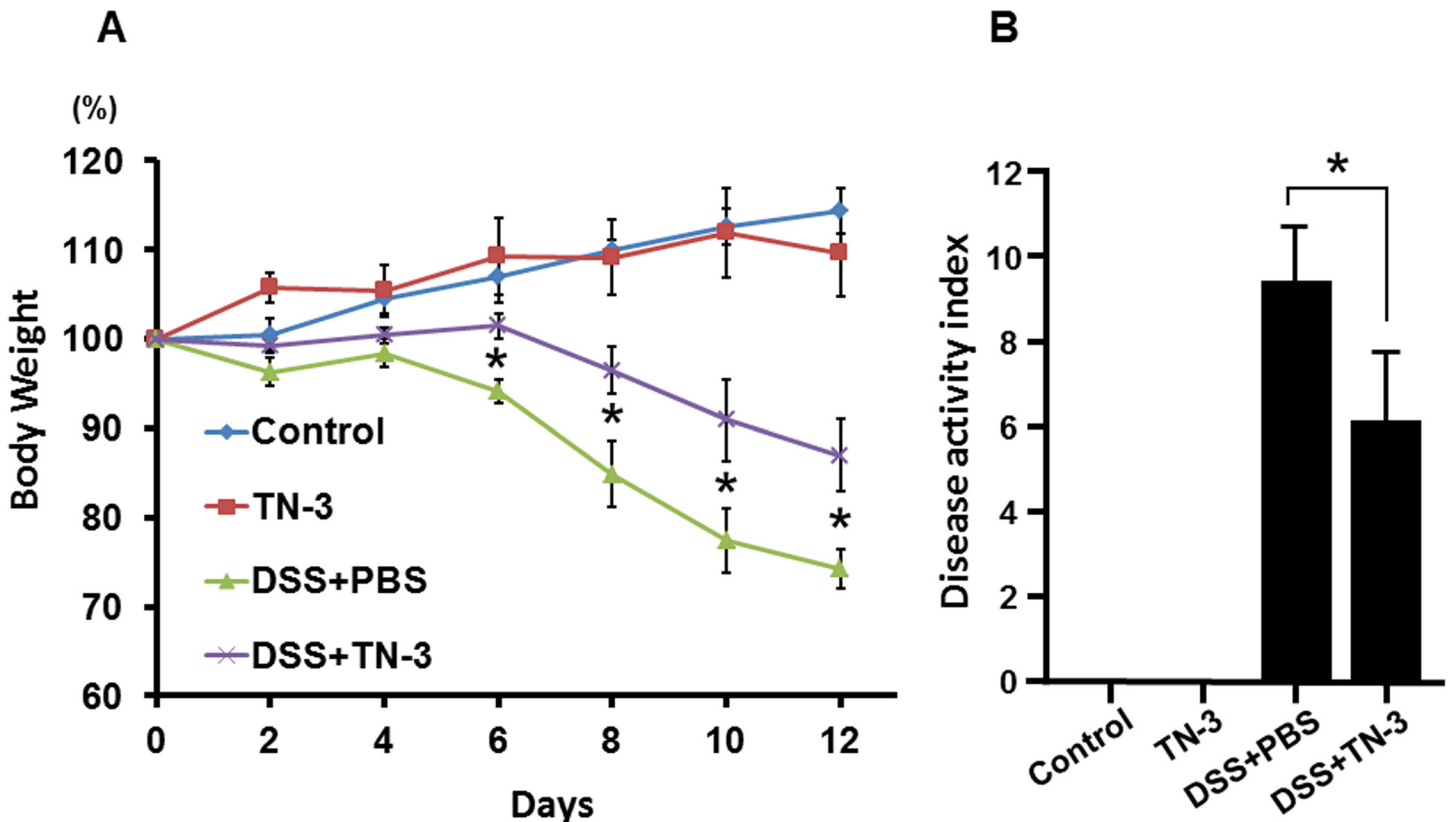 A
(%)
120
110
100
90
80
70
60
Body Weight
*
*
*
*
Control
TN-3
DSS+PBS
DSS+TN-3
0 2 4 6 8 10 12
Days
B
*
12
10
8
6
4
2
0
Disease activity index
Control
TN-3
DSS+PBS
DSS+TN-3